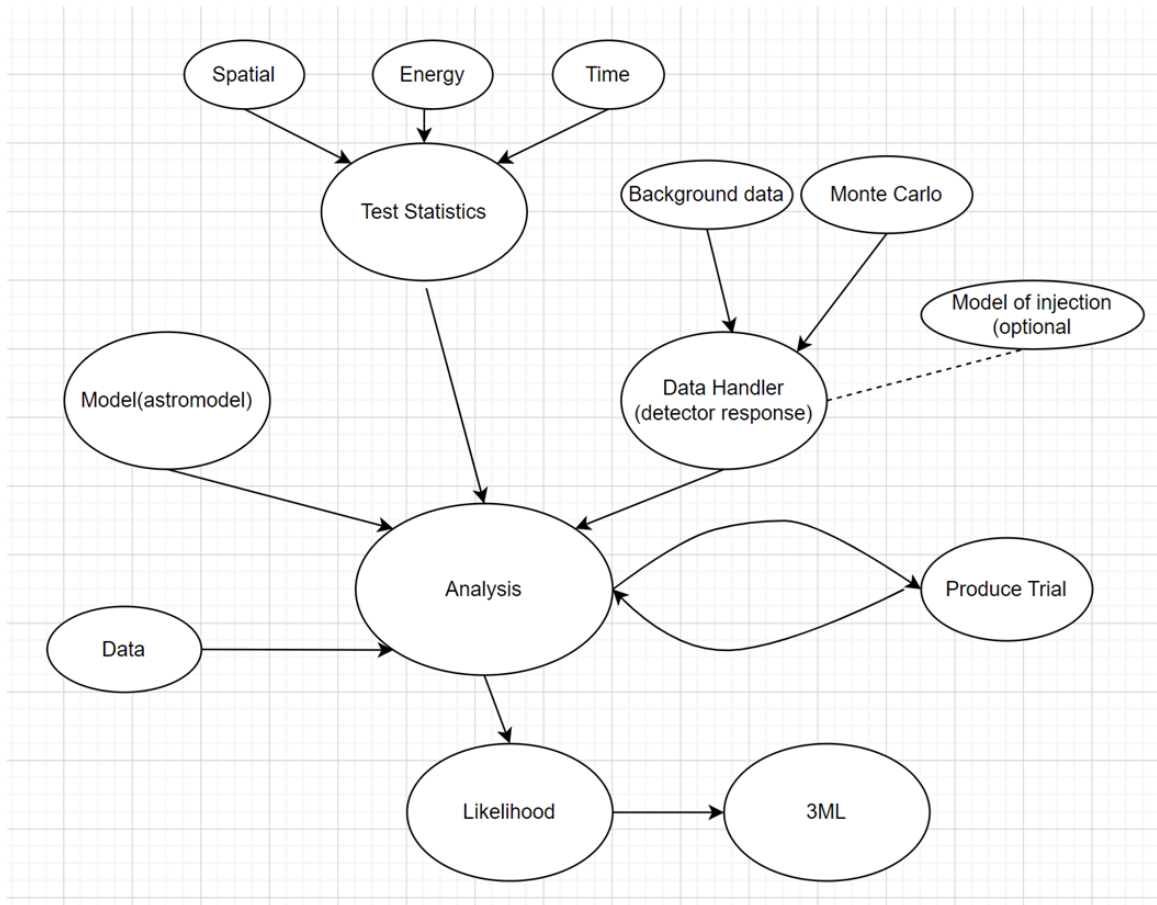 Spatial
Energy
Time
Test Statistics
Background data
Monte Carlo
Model of injection
(optional
Model(astromodel)
Data Handler
(detector response)
Analysis
Produce Trial
Data
Likelihood
3ML